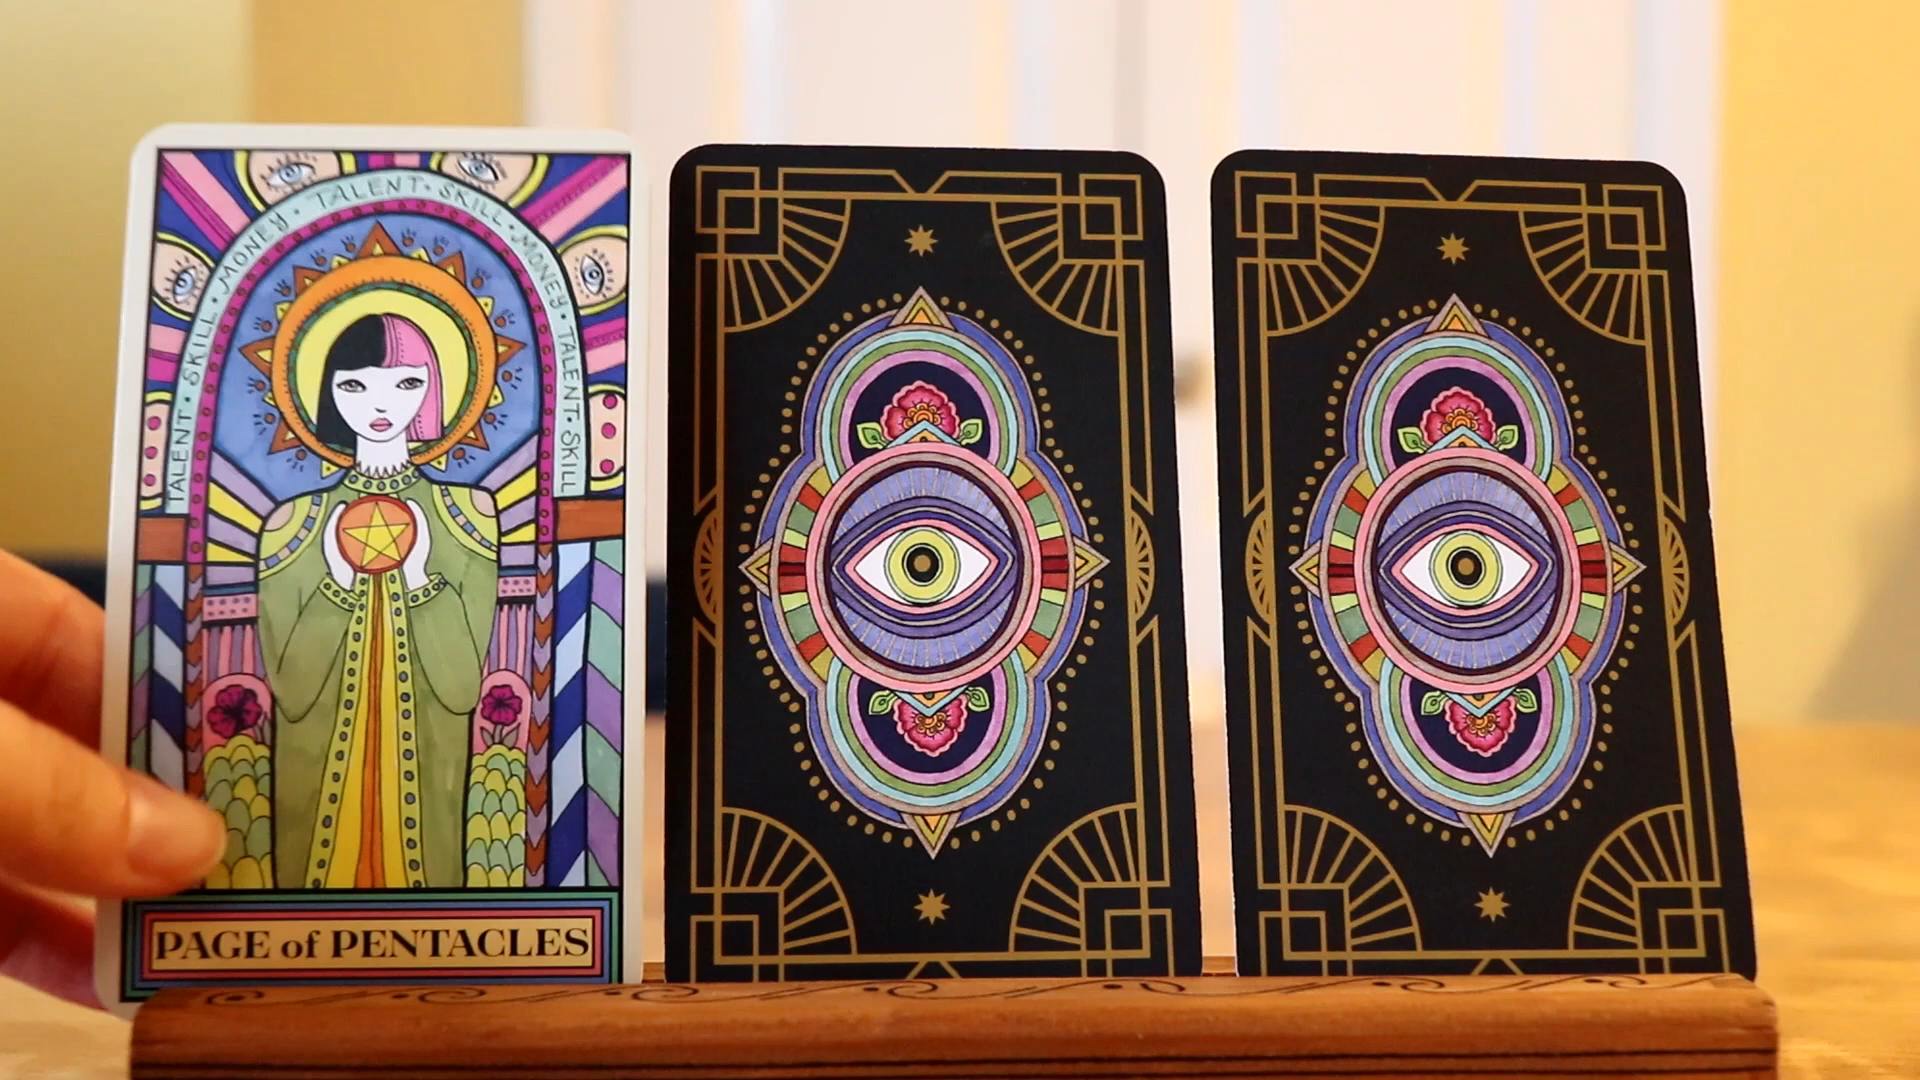 TALENT · SKILL · MONEY · TALENT · SKILL · MONEY · TALENT · SKILL
PAGE of PENTACLES